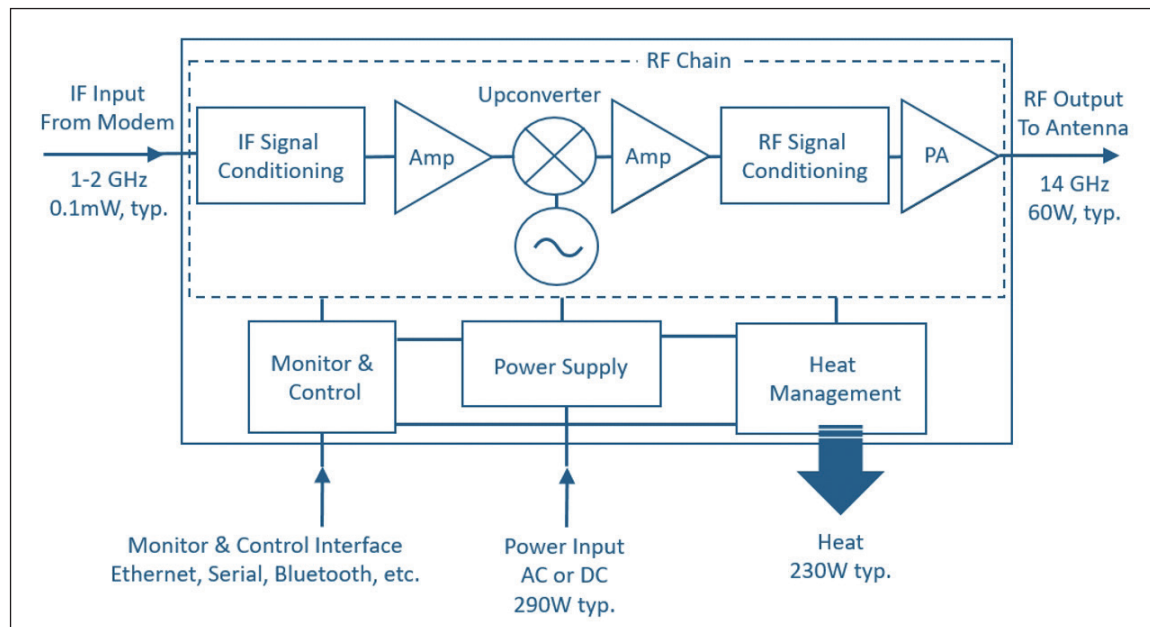 RF Chain
IF Input
From Modem
1-2 GHz
0.1mW, typ.
IF Signal
Conditioning
Amp
Upconverter
Amp
RF Signal
Conditioning
PA
RF Output
To Antenna
14 GHz
60W, typ.
Monitor &
Control
Power Supply
Heat
Management
Monitor & Control Interface
Ethernet, Serial, Bluetooth, etc.
Power Input
AC or DC
290W typ.
Heat
230W typ.